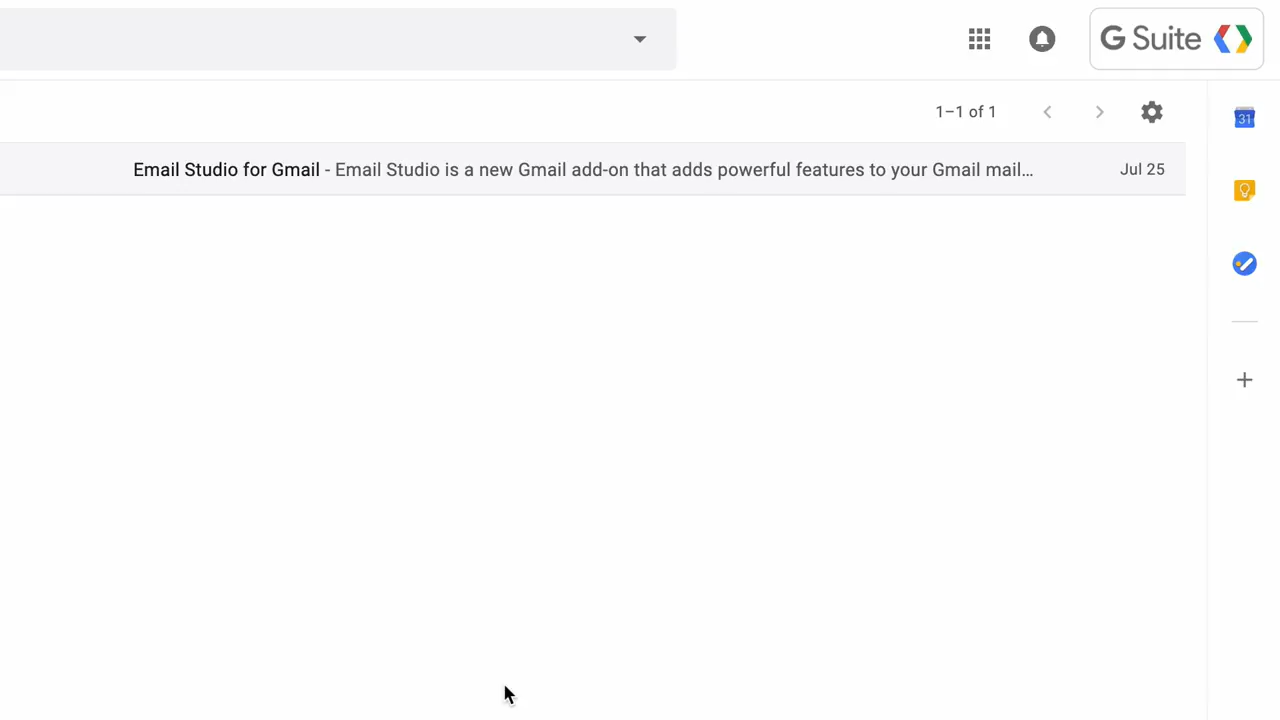 G Suite
1–1 of 1
31
Email Studio for Gmail - Email Studio is a new Gmail add-on that adds powerful features to your Gmail mail… Jul 25